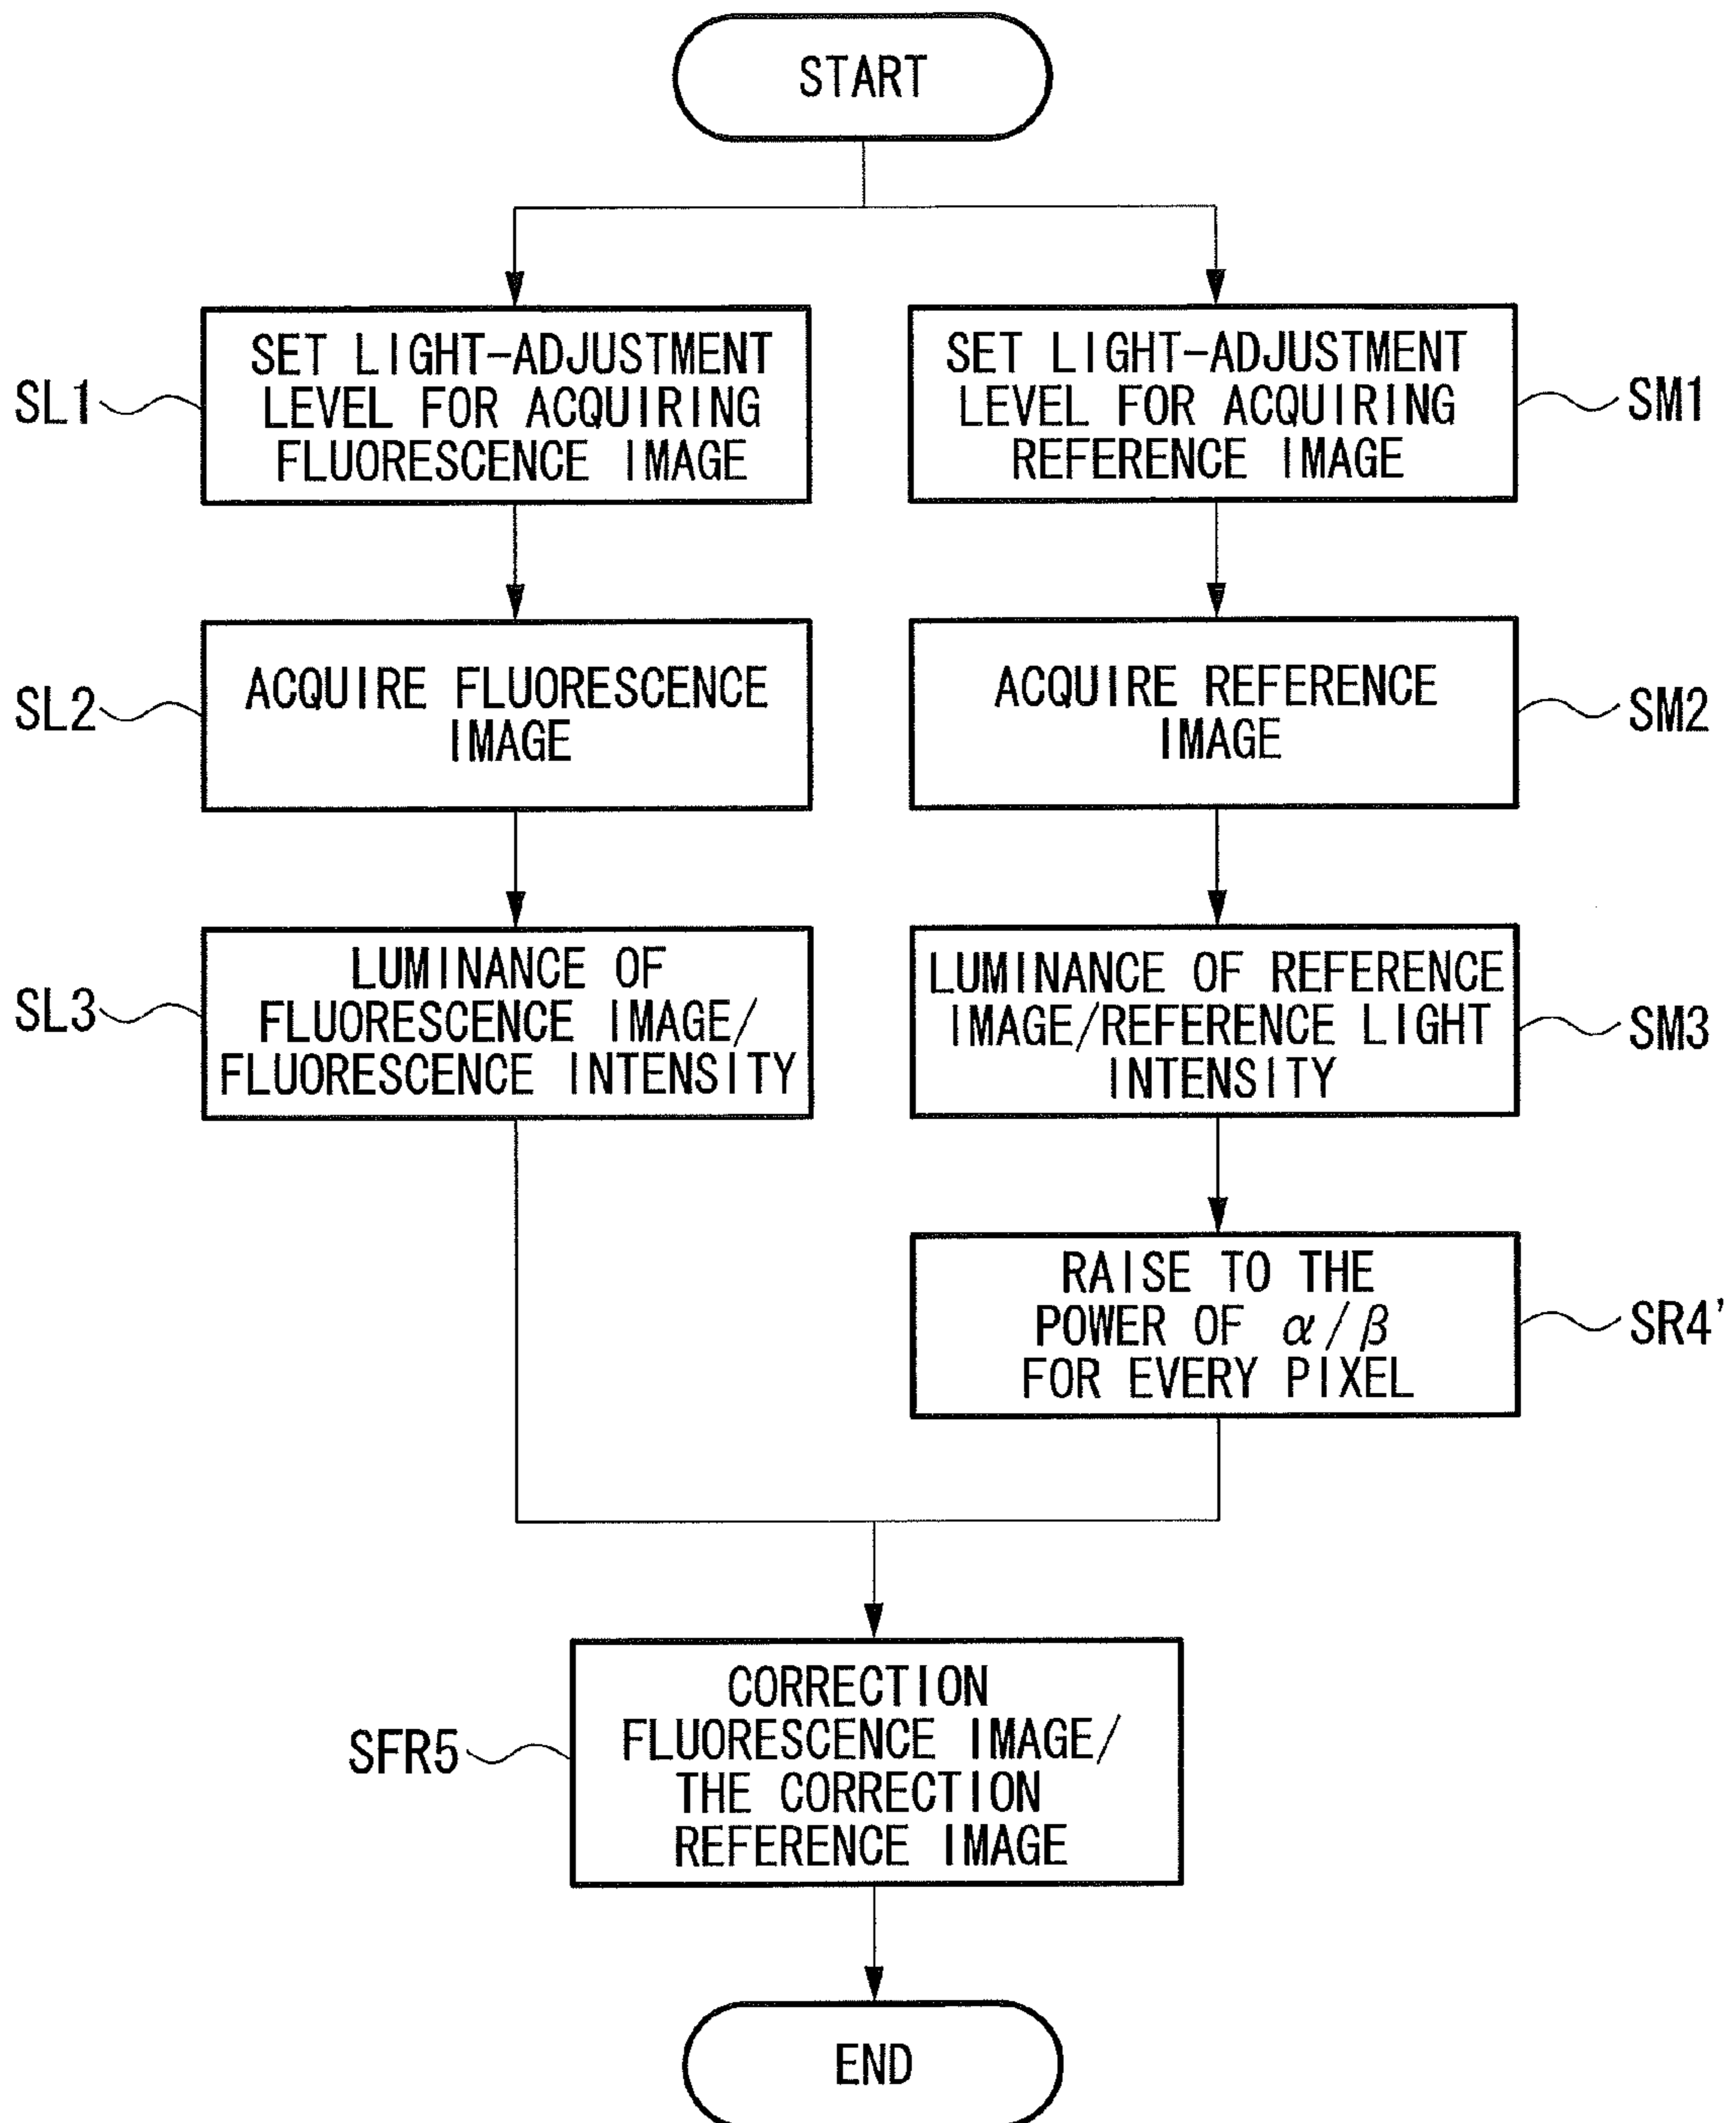 START
SL1
SET LIGHT-ADJUSTMENT
LEVEL FOR ACQUIRING
FLUORESCENCE IMAGE
SET LIGHT-ADJUSTMENT
LEVEL FOR ACQUIRING
REFERENCE IMAGE
SM1
SL2
ACQUIRE FLUORESCENCE
IMAGE
ACQUIRE REFERENCE
IMAGE
SM2
SL3
LUMINANCE OF
FLUORESCENCE IMAGE/
FLUORESCENCE INTENSITY
LUMINANCE OF REFERENCE
IMAGE/REFERENCE LIGHT
INTENSITY
SM3
RAISE TO THE
POWER OF α/β
FOR EVERY PIXEL
SR4'
SFR5
CORRECTION
FLUORESCENCE IMAGE/
THE CORRECTION
REFERENCE IMAGE
END